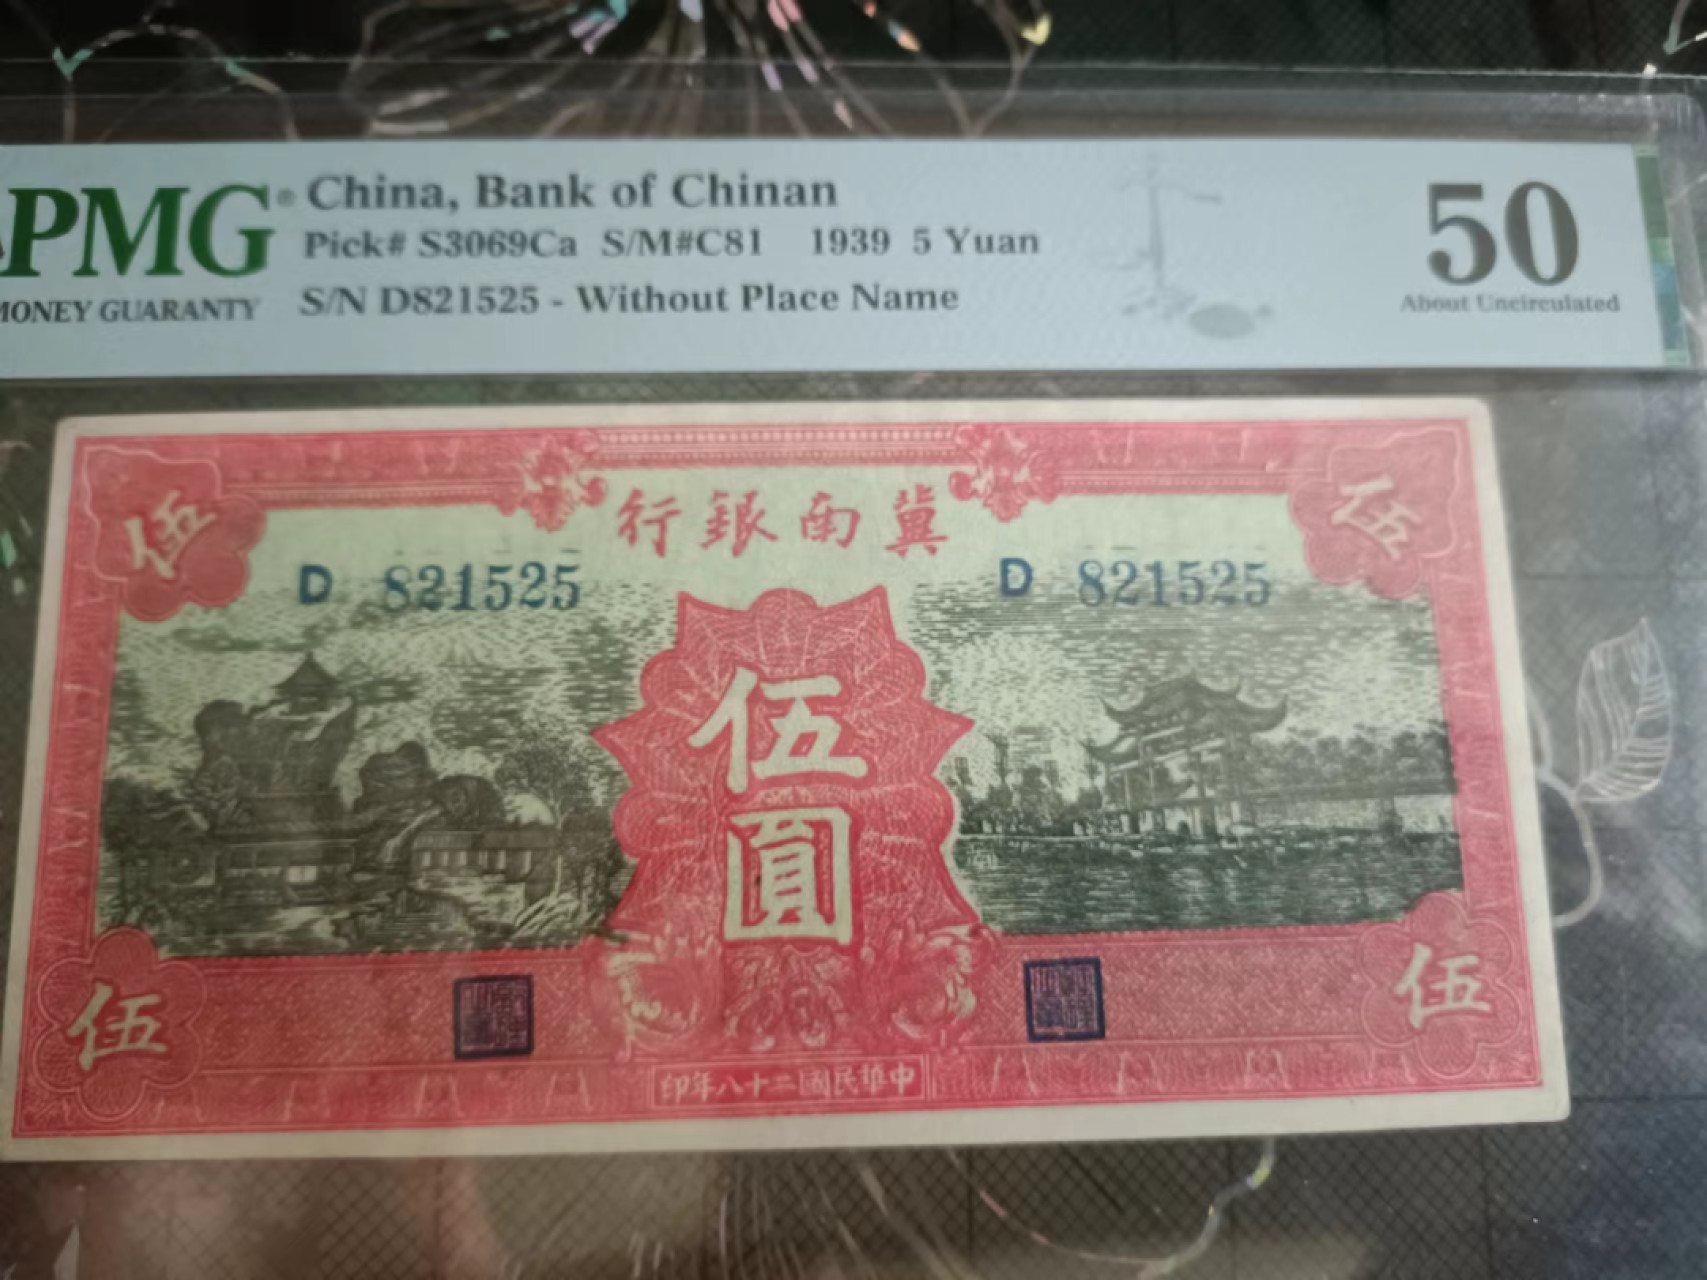 PMG® China, Bank of Chinan
Pick# S3069Ca S/M#C81 1939 5 Yuan
MONEY GUARANTY S/N D821525 - Without Place Name
50
About Uncirculated
行銀南冀
伍 伍
D 821525 D 821525
伍
圓
伍 伍
印年八十二國民華中